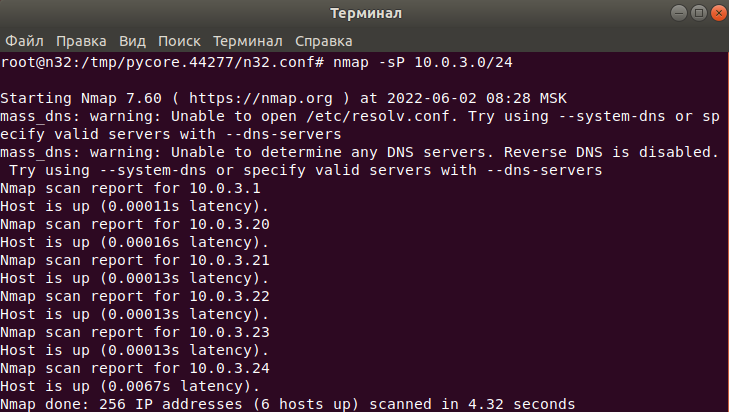 Терминал
Файл Правка Вид Поиск Терминал Справка
root@n32:/tmp/pycore.44277/n32.conf# nmap -sP 10.0.3.0/24
Starting Nmap 7.60 ( https://nmap.org ) at 2022-06-02 08:28 MSK
mass_dns: warning: Unable to open /etc/resolv.conf. Try using --system-dns or sp
ecify valid servers with --dns-servers
mass_dns: warning: Unable to determine any DNS servers. Reverse DNS is disabled.
 Try using --system-dns or specify valid servers with --dns-servers
Nmap scan report for 10.0.3.1
Host is up (0.00011s latency).
Nmap scan report for 10.0.3.20
Host is up (0.00016s latency).
Nmap scan report for 10.0.3.21
Host is up (0.00013s latency).
Nmap scan report for 10.0.3.22
Host is up (0.00013s latency).
Nmap scan report for 10.0.3.23
Host is up (0.00013s latency).
Nmap scan report for 10.0.3.24
Host is up (0.0067s latency).
Nmap done: 256 IP addresses (6 hosts up) scanned in 4.32 seconds